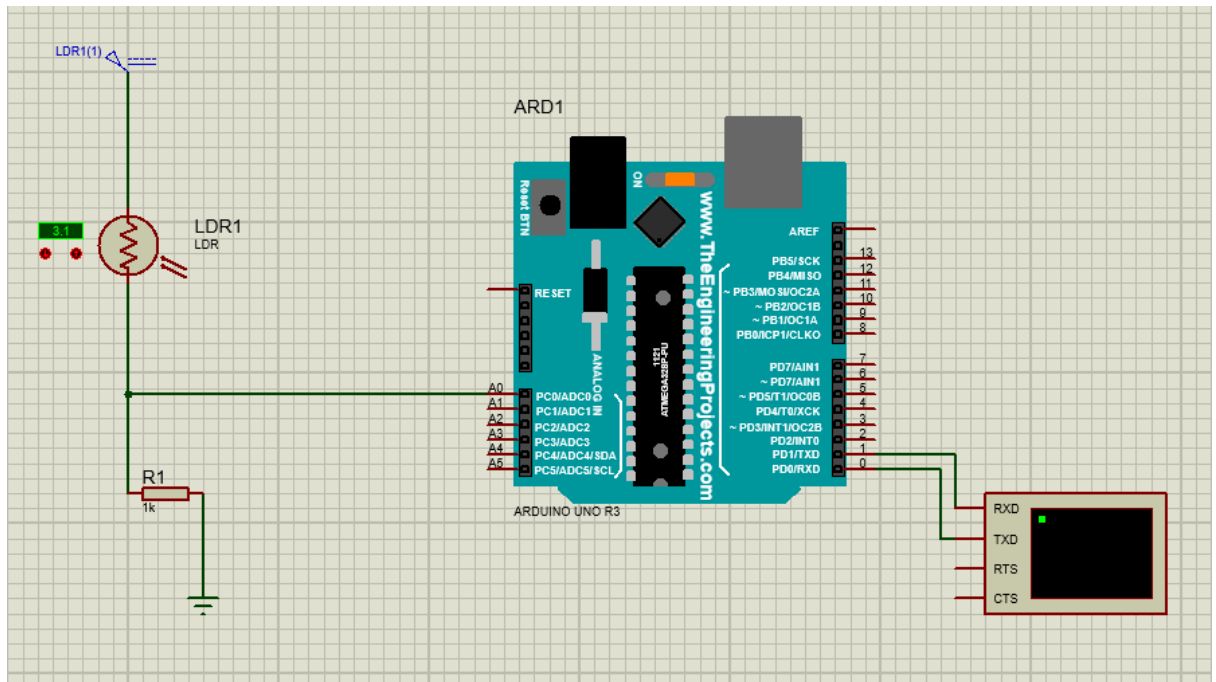 LDR1(1)
3.1
LDR1
LDR
R1
1k
ARD1
Reset BTN
ON
www.TheEngineeringProjects.com
1121
ATMEGA328P-PU
ANALOG IN
RESET
A0 PC0/ADC0
A1 PC1/ADC1
A2 PC2/ADC2
A3 PC3/ADC3
A4 PC4/ADC4/SDA
A5 PC5/ADC5/SCL
AREF
PB5/SCK 13
PB4/MISO 12
~ PB3/MOSI/OC2A 11
~ PB2/OC1B 10
~ PB1/OC1A 9
PB0/ICP1/CLKO 8
PD7/AIN1 7
~ PD7/AIN1 6
~ PD5/T1/OC0B 5
PD4/T0/XCK 4
~ PD3/INT1/OC2B 3
PD2/INT0 2
PD1/TXD 1
PD0/RXD 0
ARDUINO UNO R3
RXD
TXD
RTS
CTS